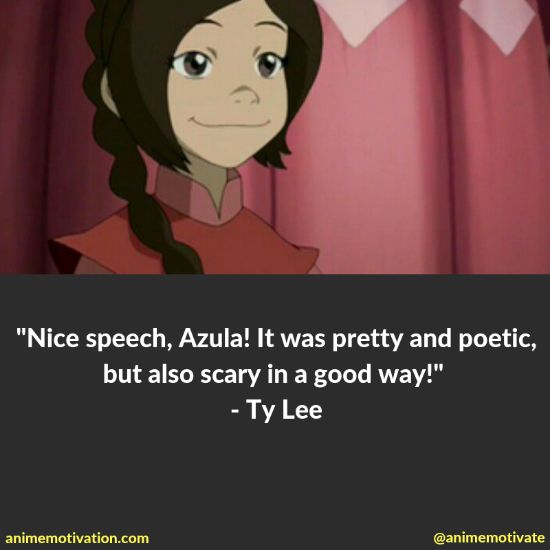 "Nice speech, Azula! It was pretty and poetic,
but also scary in a good way!"
- Ty Lee
animemotivation.com
@animemotivate